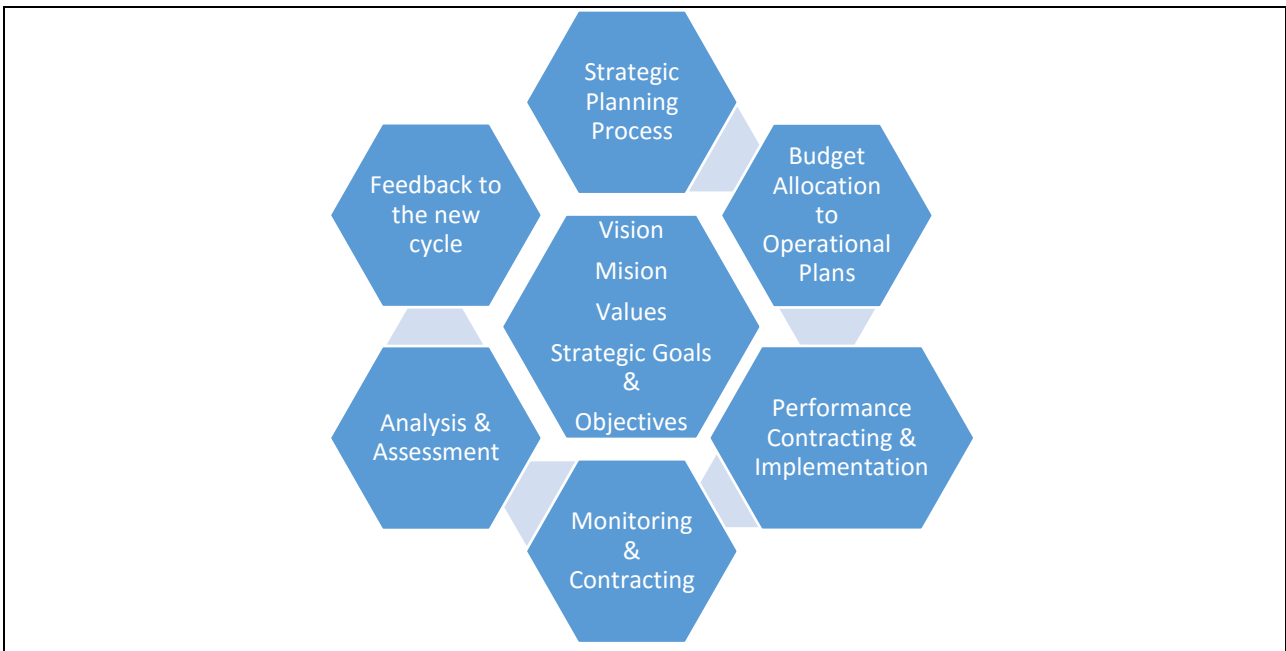 Strategic
Planning
Process
Budget
Allocation
to
Operational
Plans
Performance
Contracting &
Implementation
Monitoring
&
Contracting
Analysis &
Assessment
Feedback to
the new
cycle
Vision
Mision
Values
Strategic Goals
&
Objectives